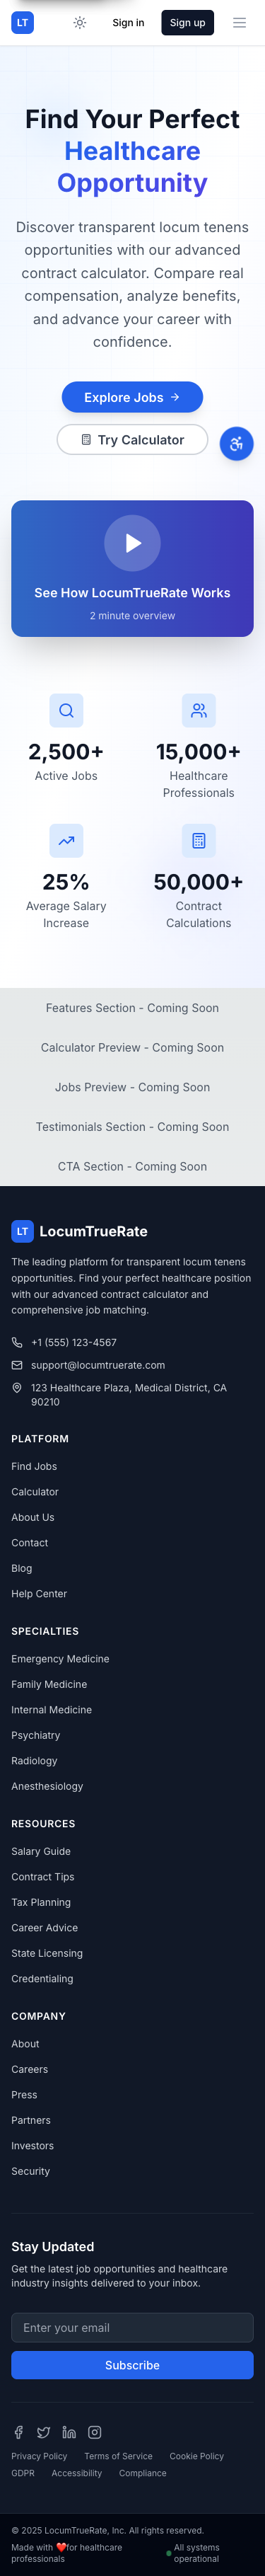 LT
Sign in
Sign up
Find Your Perfect
Healthcare
Opportunity
Discover transparent locum tenens
opportunities with our advanced
contract calculator. Compare real
compensation, analyze benefits,
and advance your career with
confidence.
Explore Jobs
Try Calculator
See How LocumTrueRate Works
2 minute overview
2,500+
Active Jobs
15,000+
Healthcare
Professionals
25%
Average Salary
Increase
50,000+
Contract
Calculations
Features Section - Coming Soon
Calculator Preview - Coming Soon
Jobs Preview - Coming Soon
Testimonials Section - Coming Soon
CTA Section - Coming Soon
LT LocumTrueRate
The leading platform for transparent locum tenens
opportunities. Find your perfect healthcare position
with our advanced contract calculator and
comprehensive job matching.
+1 (555) 123-4567
support@locumtruerate.com
123 Healthcare Plaza, Medical District, CA
90210
PLATFORM
Find Jobs
Calculator
About Us
Contact
Blog
Help Center
SPECIALTIES
Emergency Medicine
Family Medicine
Internal Medicine
Psychiatry
Radiology
Anesthesiology
RESOURCES
Salary Guide
Contract Tips
Tax Planning
Career Advice
State Licensing
Credentialing
COMPANY
About
Careers
Press
Partners
Investors
Security
Stay Updated
Get the latest job opportunities and healthcare
industry insights delivered to your inbox.
Enter your email
Subscribe
Privacy Policy
Terms of Service
Cookie Policy
GDPR
Accessibility
Compliance
© 2025 LocumTrueRate, Inc. All rights reserved.
Made with ❤️ for healthcare
professionals
All systems
operational